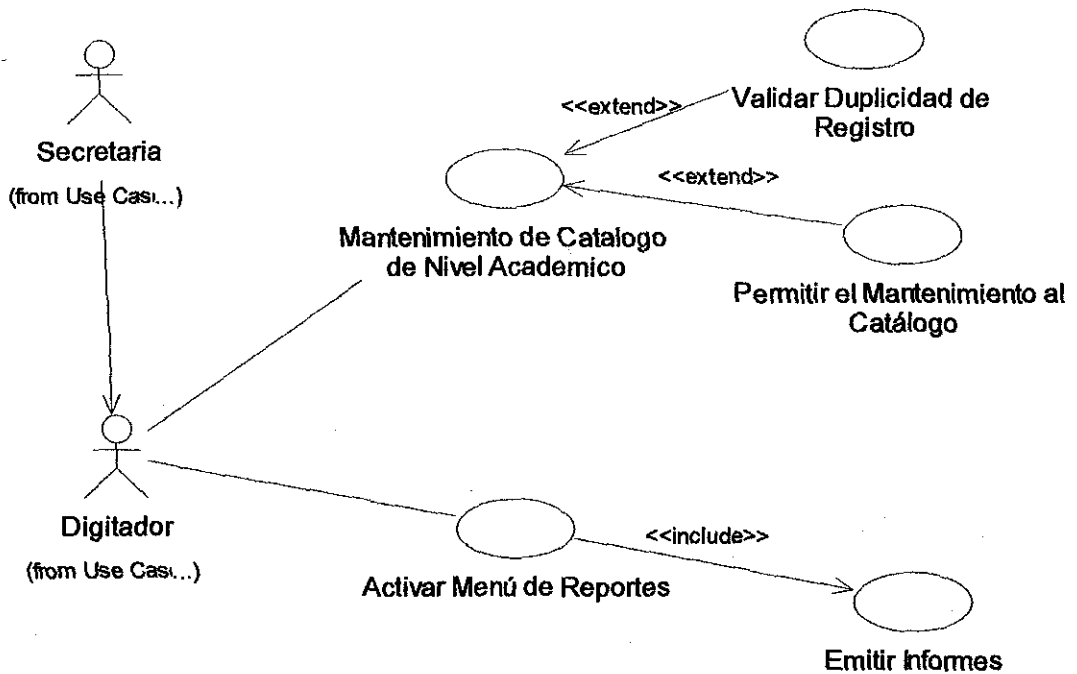 Secretaria
(from Use Cas...)
<<extend>>
Validar Duplicidad de
Registro
<<extend>>
Mantenimiento de Catalogo
de Nivel Academico
Permitir el Mantenimiento al
Catálogo
Digitador
(from Use Cas...)
Activar Menú de Reportes
<<include>>
Emitir Informes